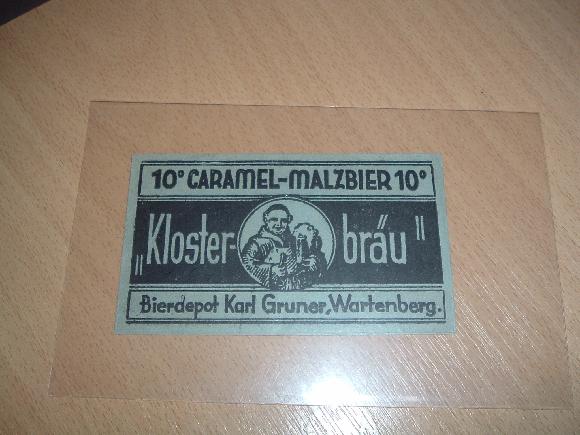 10° CARAMEL-MALZBIER 10°
„Kloster-bräu"
Bierdepot Karl Gruner, Wartenberg.